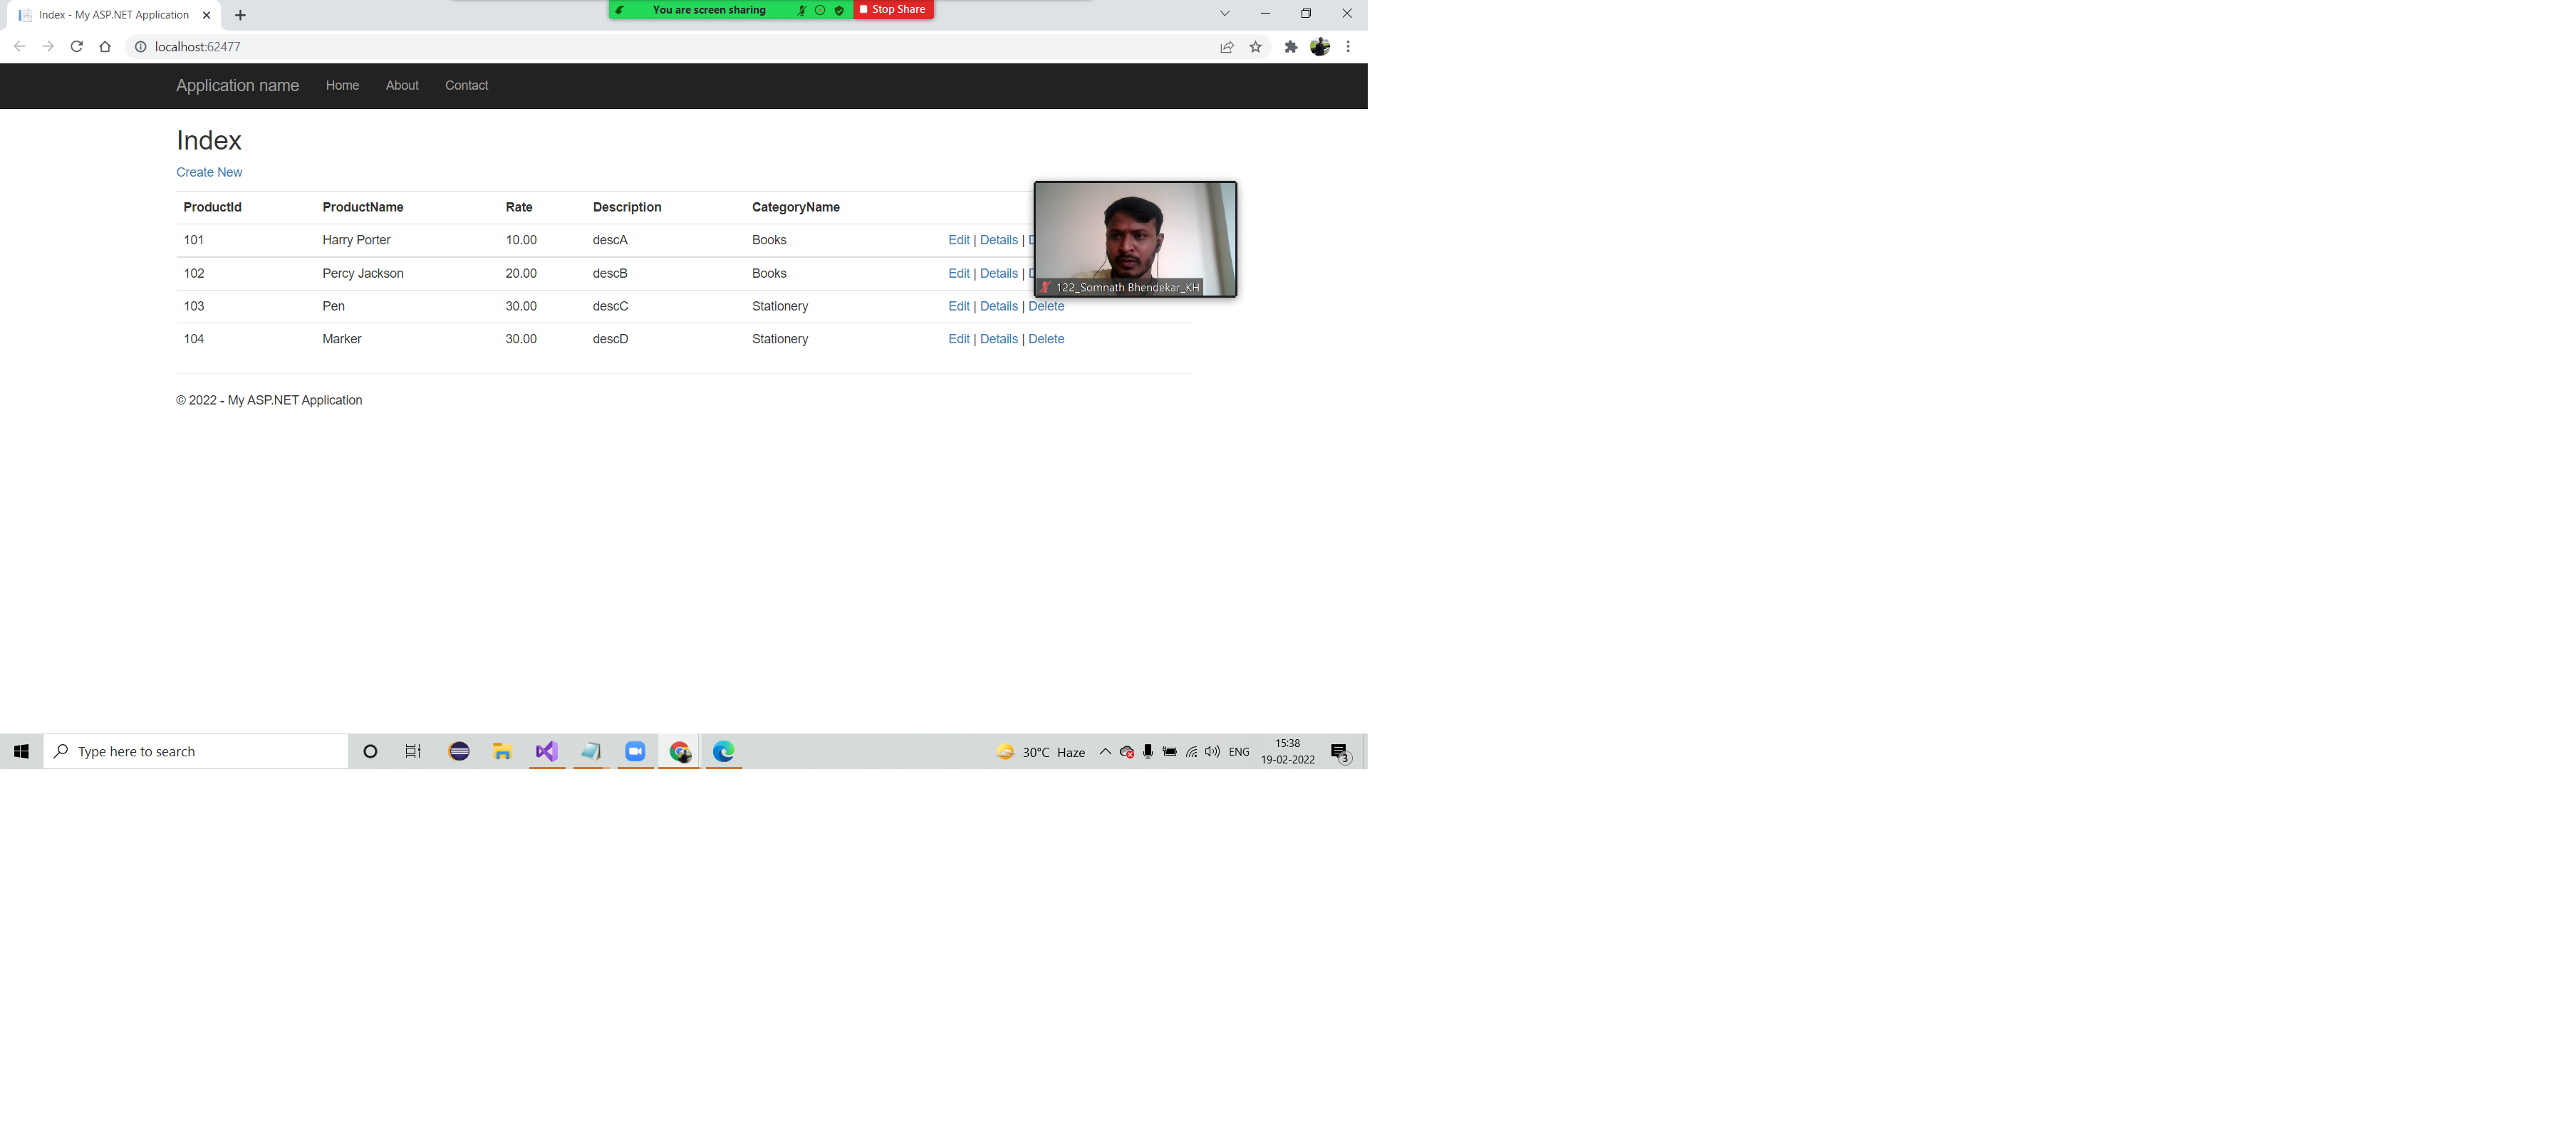 Index - My ASP.NET Application
You are screen sharing
Stop Share
localhost:62477
Application name Home About Contact
Index
Create New
ProductId ProductName Rate Description CategoryName
101 Harry Porter 10.00 descA Books Edit | Details | D
102 Percy Jackson 20.00 descB Books Edit | Details | D
122_Somnath Bhendekar_KH
103 Pen 30.00 descC Stationery Edit | Details | Delete
104 Marker 30.00 descD Stationery Edit | Details | Delete
© 2022 - My ASP.NET Application
Type here to search
30°C Haze
ENG
15:38
19-02-2022
3